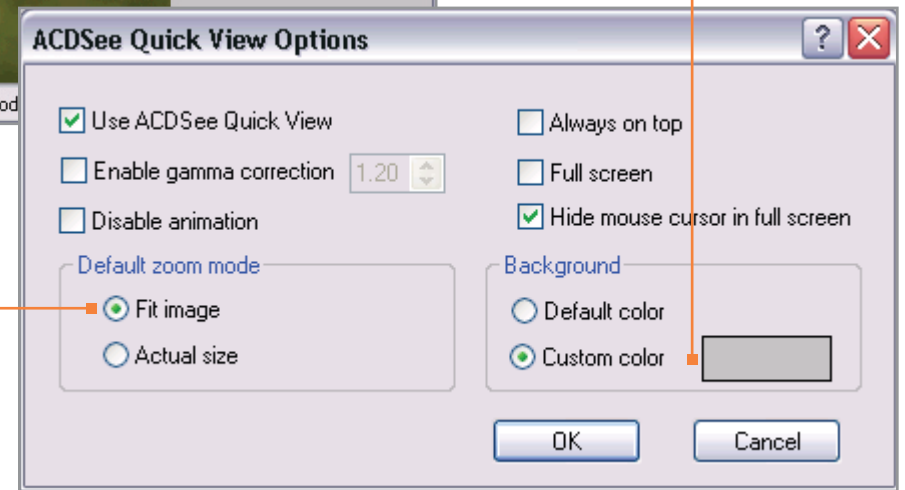 ACDSee Quick View Options
od
Use ACDSee Quick View
Always on top
Enable gamma correction 1.20
Full screen
Disable animation
Hide mouse cursor in full screen
Default zoom mode
Fit image
Actual size
Background
Default color
Custom color
OK
Cancel